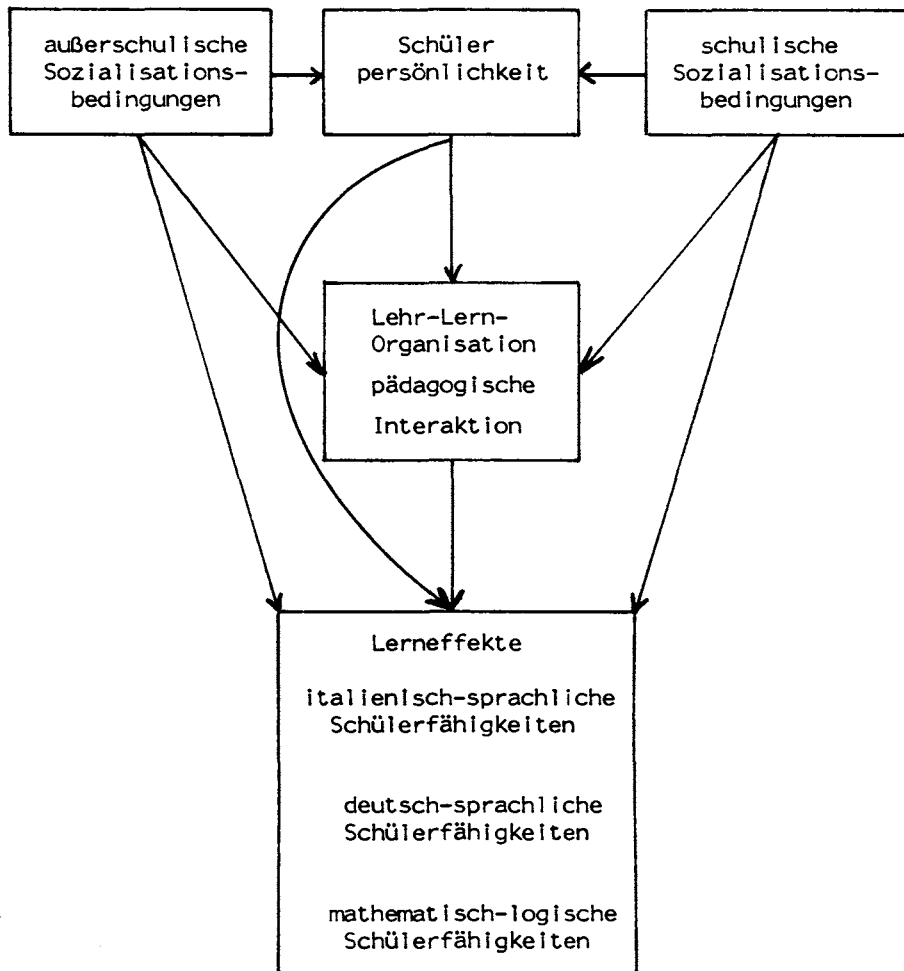 außerschulische
Sozialisations-
bedingungen
Schüler
persönlichkeit
schulische
Sozialisations-
bedingungen
Lehr-Lern-
Organisation
pädagogische
Interaktion
Lerneffekte
italienisch-sprachliche
Schülerfähigkeiten
deutsch-sprachliche
Schülerfähigkeiten
mathematisch-logische
Schülerfähigkeiten